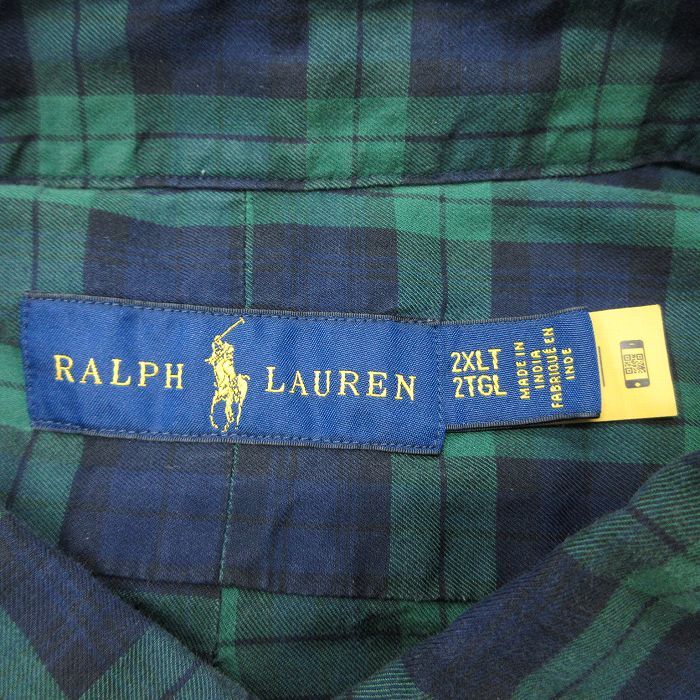 RALPH LAUREN
2XLT
2TGL
MADE IN
INDIA
FABRIQUÉ EN
INDE